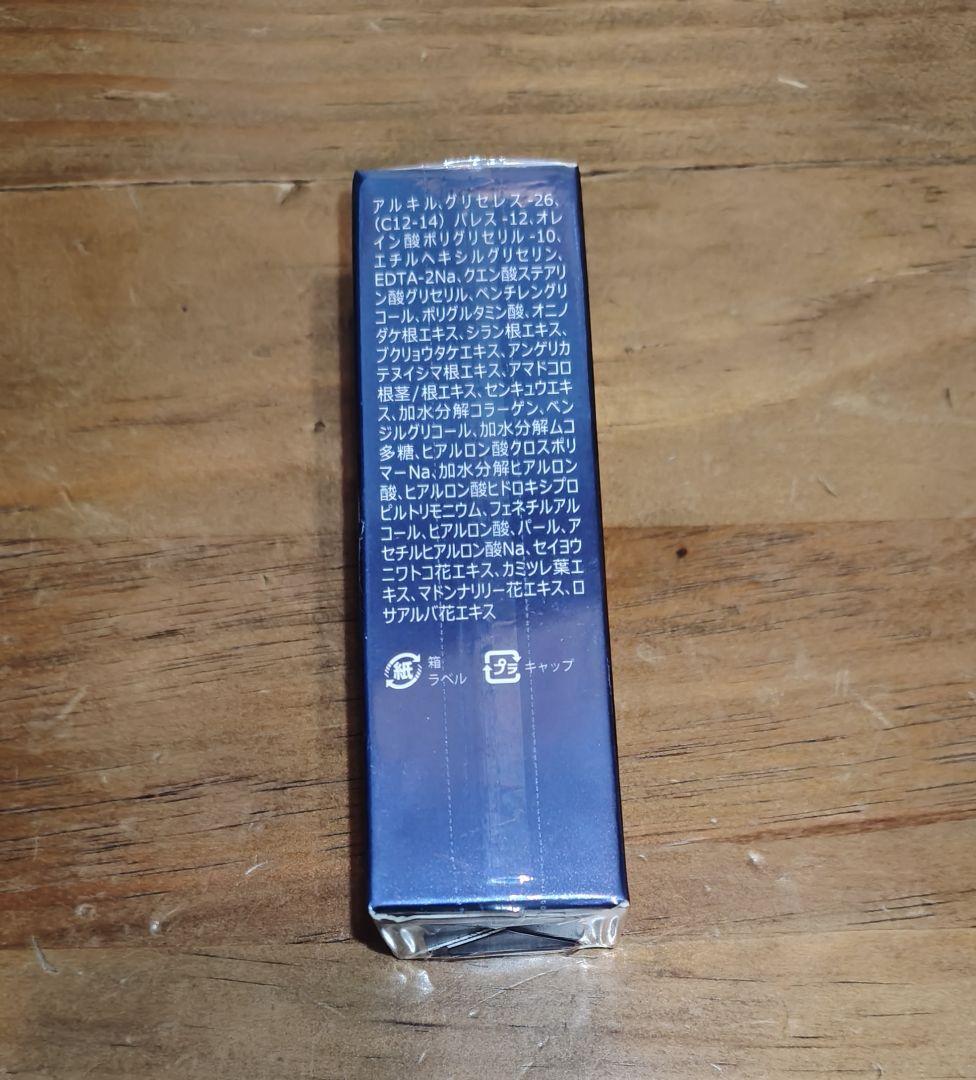 アルキル、グリセレス-26、
(C12-14) パレス-12、オレ
イン酸ポリグリセリル-10、
エチルヘキシルグリセリン、
EDTA-2Na、クエン酸ステアリ
ン酸グリセリル、ペンチレングリ
コール、ポリグルタミン酸、オニノ
ダケ根エキス、シラン根エキス、
ブクリョウタケエキス、アンゲリカ
テヌイシマ根エキス、アマドコロ
根茎/根エキス、センキュウエキ
ス、加水分解コラーゲン、ベン
ジルグリコール、加水分解ムコ
多糖、ヒアルロン酸クロスポリ
マーNa、加水分解ヒアルロン
酸、ヒアルロン酸ヒドロキシプロ
ピルトリモニウム、フェネチルアル
コール、ヒアルロン酸、パール、ア
セチルヒアルロン酸Na、セイヨウ
ニワトコ花エキス、カミツレ葉エ
キス、マドンナリリー花エキス、ロ
サアルバ花エキス
紙 箱
ラベル
プラ キャップ